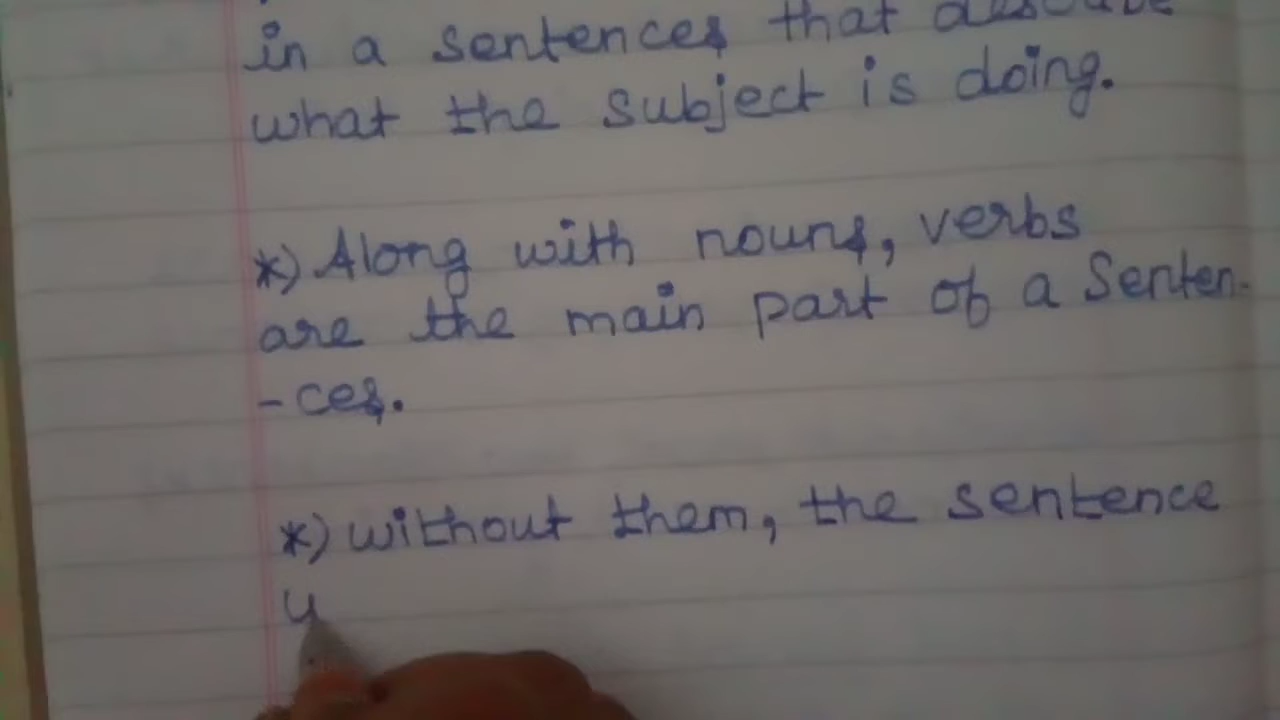 in a sentences that
what the subject is doing.
*) Along with nouns, verbs
are the main part of a Senten-
-ces.
*) without them, the sentence